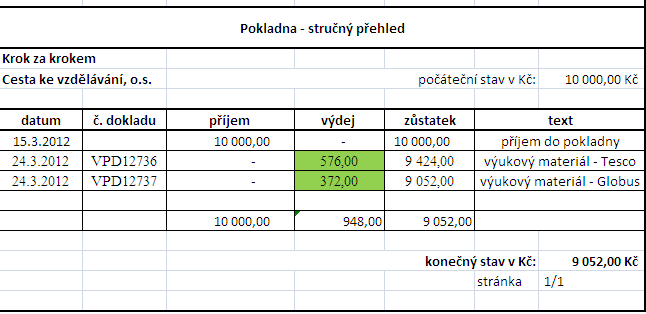 Pokladna - stručný přehled
Krok za krokem
Cesta ke vzdělávání, o.s. počáteční stav v Kč: 10 000,00 Kč
datum č. dokladu příjem výdej zůstatek text
15.3.2012 10 000,00 - 10 000,00 příjem do pokladny
24.3.2012 VPD12736 - 576,00 9 424,00 výukový materiál - Tesco
24.3.2012 VPD12737 - 372,00 9 052,00 výukový materiál - Globus
10 000,00 948,00 9 052,00
konečný stav v Kč: 9 052,00 Kč
stránka 1/1